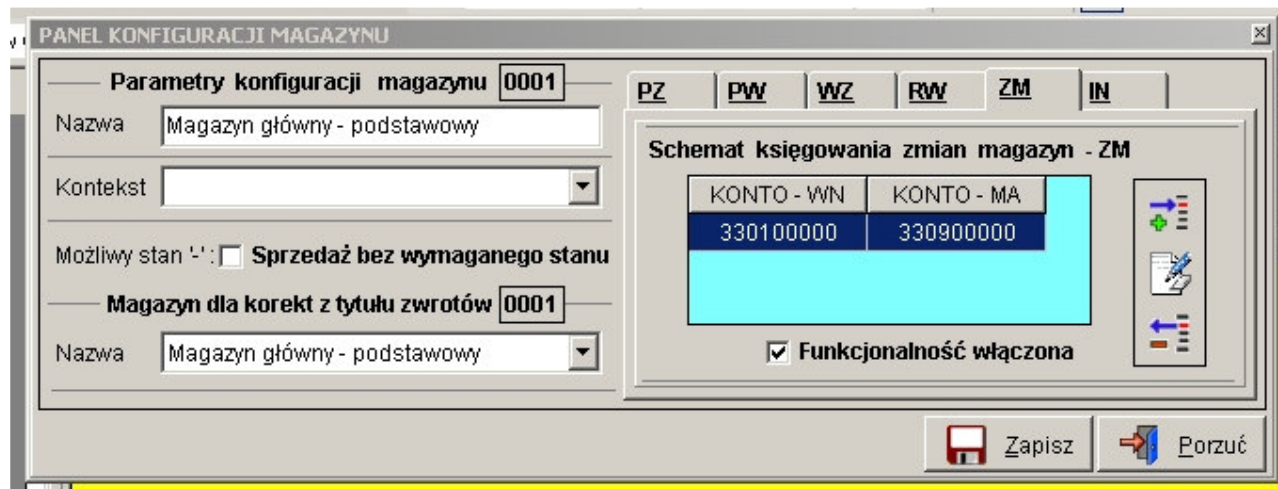 PANEL KONFIGURACJI MAGAZYNU
Parametry konfiguracji magazynu 0001
Nazwa Magazyn główny - podstawowy
Kontekst
Możliwy stan '-' : Sprzedaż bez wymaganego stanu
Magazyn dla korekt z tytułu zwrotów 0001
Nazwa Magazyn główny - podstawowy
PZ PW WZ RW ZM IN
Schemat księgowania zmian magazyn - ZM
KONTO - WN KONTO - MA
330100000 330900000
Funkcjonalność włączona
Zapisz Porzuć